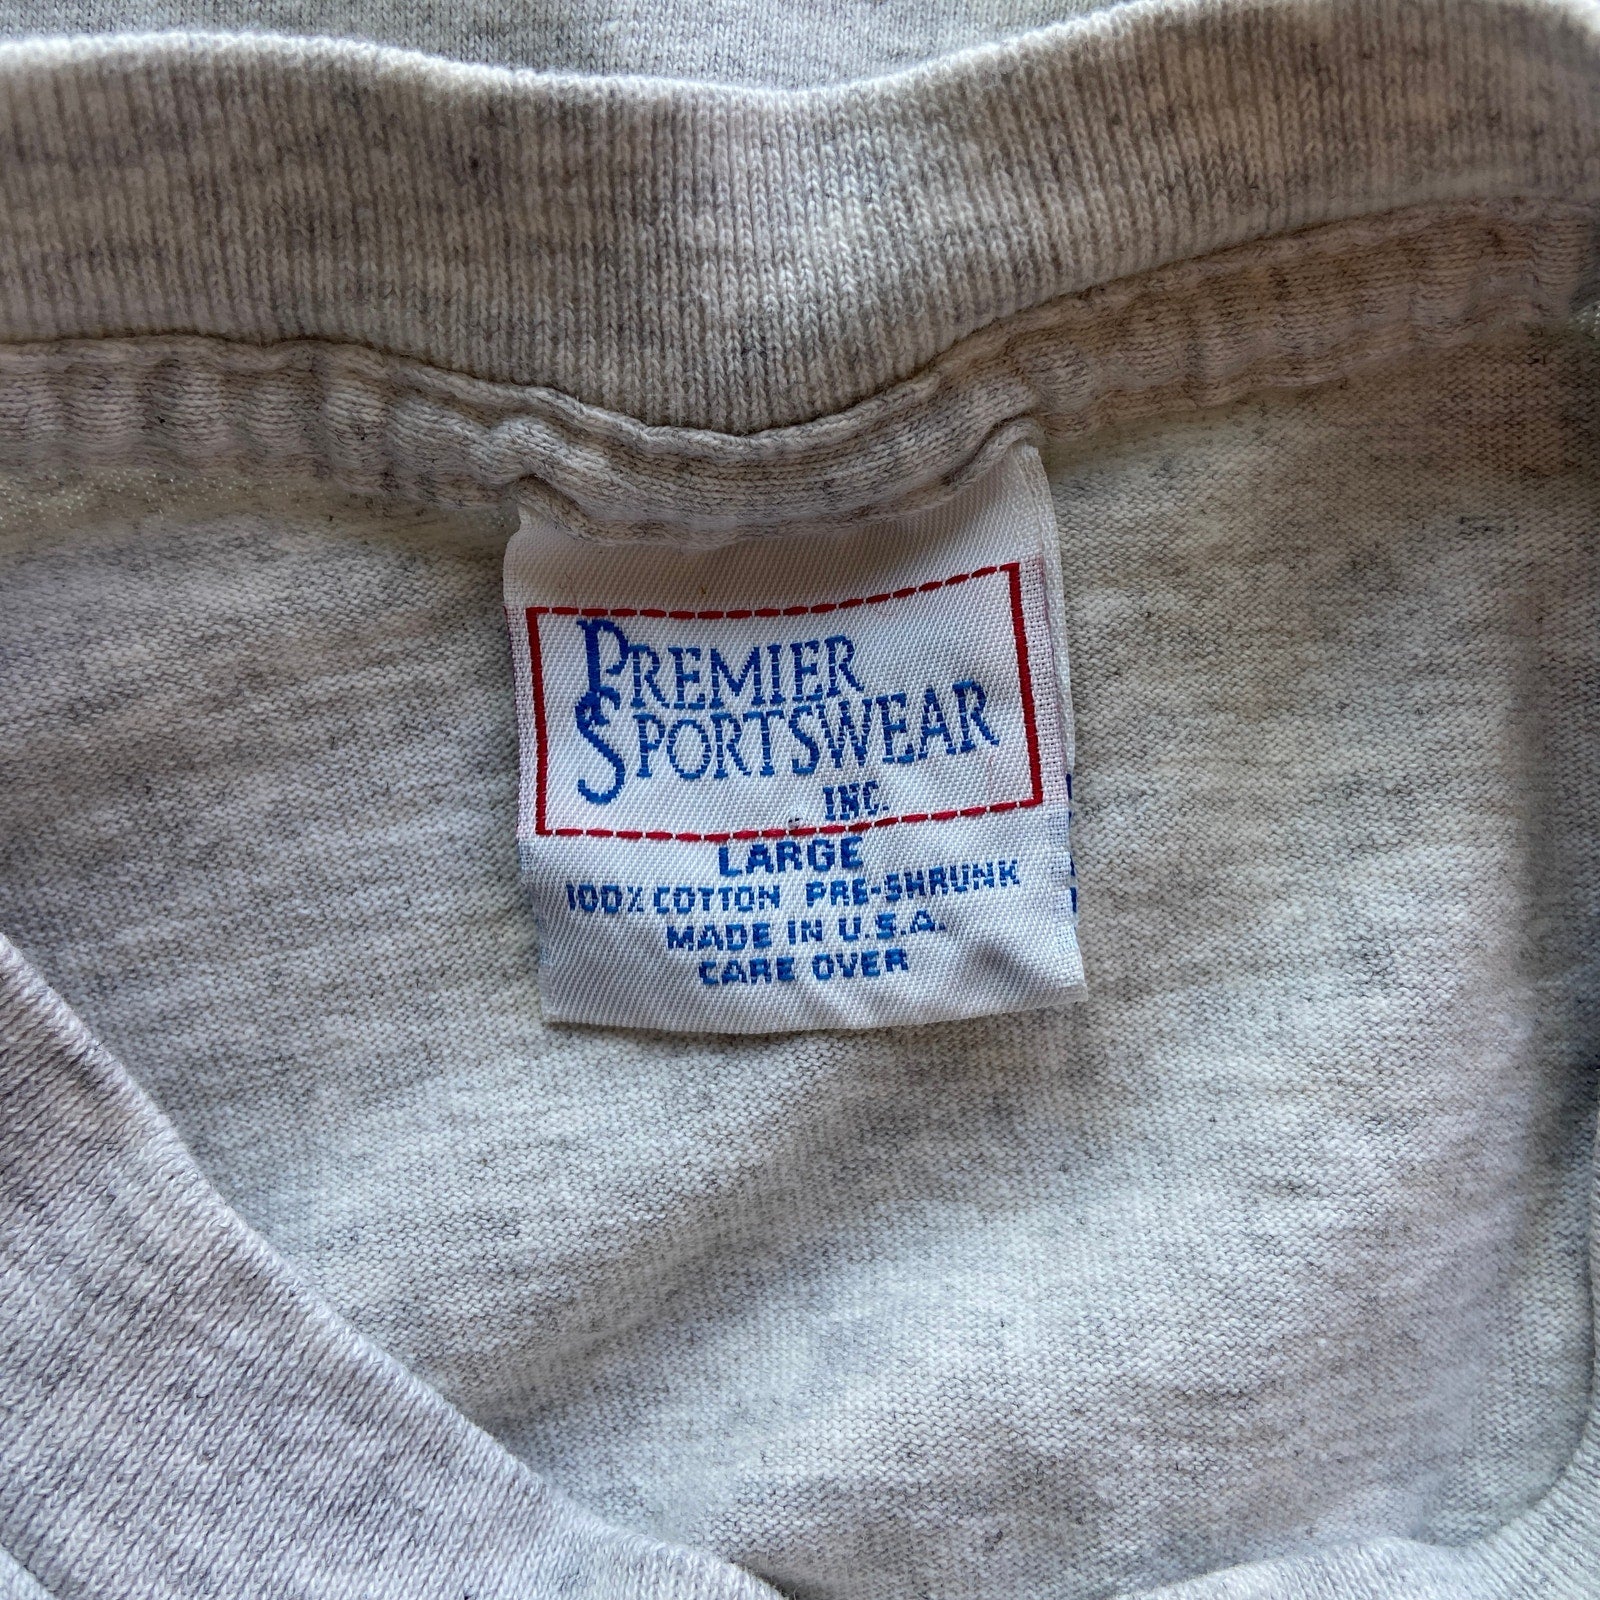 PREMIER
SPORTSWEAR
INC.
LARGE
100% COTTON PRE-SHRUNK
MADE IN U.S.A.
CARE OVER